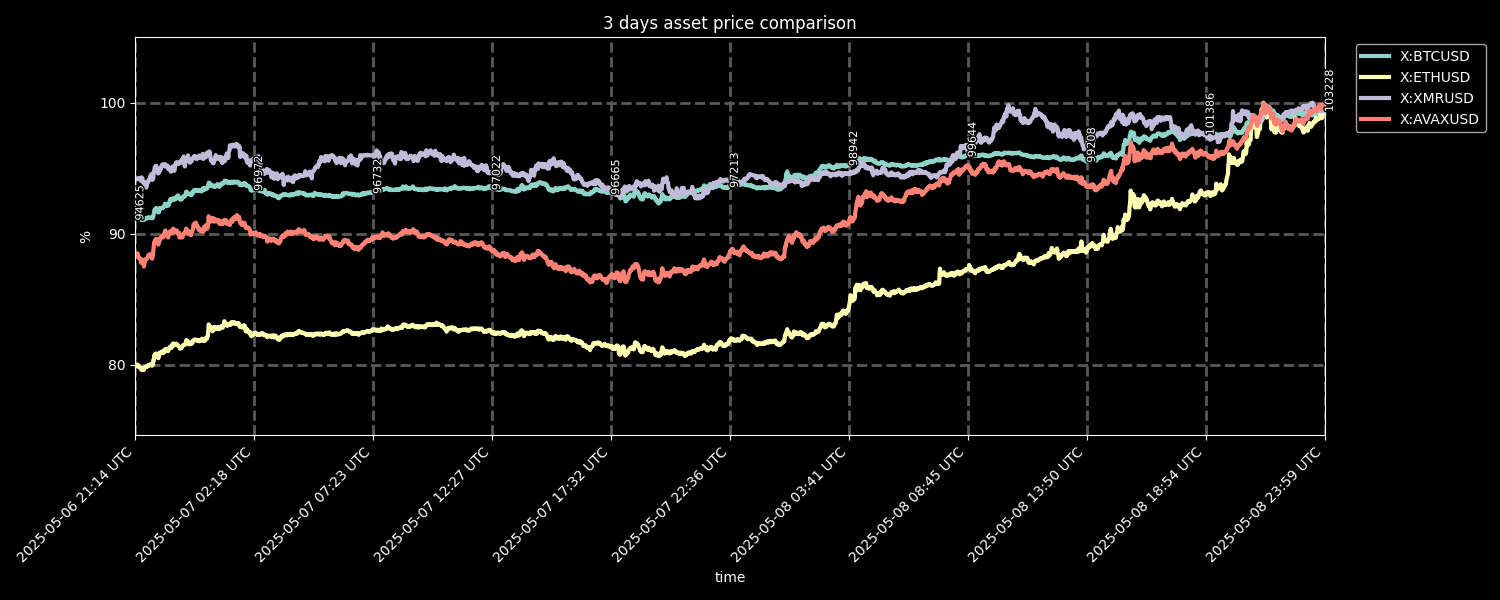 3 days asset price comparison
X:BTCUSD
X:ETHUSD
X:XMRUSD
X:AVAXUSD
%
100
90
80
94625
96972
96732
97022
96665
97213
98942
99644
99208
101386
103228
2025-05-06 21:14 UTC
2025-05-07 02:18 UTC
2025-05-07 07:23 UTC
2025-05-07 12:27 UTC
2025-05-07 17:32 UTC
2025-05-07 22:36 UTC
2025-05-08 03:41 UTC
2025-05-08 08:45 UTC
2025-05-08 13:50 UTC
2025-05-08 18:54 UTC
2025-05-08 23:59 UTC
time